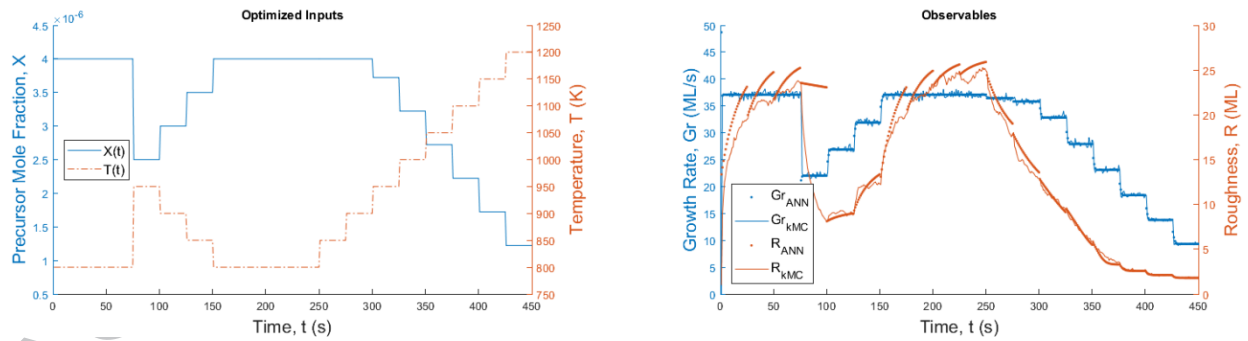 Optimized Inputs
×10⁻⁶
4.5
4
3.5
3
2.5
2
1.5
1
0.5
Precursor Mole Fraction, X
X(t)
T(t)
1250
1200
1150
1100
1050
1000
950
900
850
800
750
Temperature, T (K)
0 50 100 150 200 250 300 350 400 450
Time, t (s)
Observables
50
45
40
35
30
25
20
15
10
5
0
Growth Rate, Gr (ML/s)
Gr_ANN
Gr_kMC
R_ANN
R_kMC
30
25
20
15
10
5
0
Roughness, R (ML)
0 50 100 150 200 250 300 350 400 450
Time, t (s)